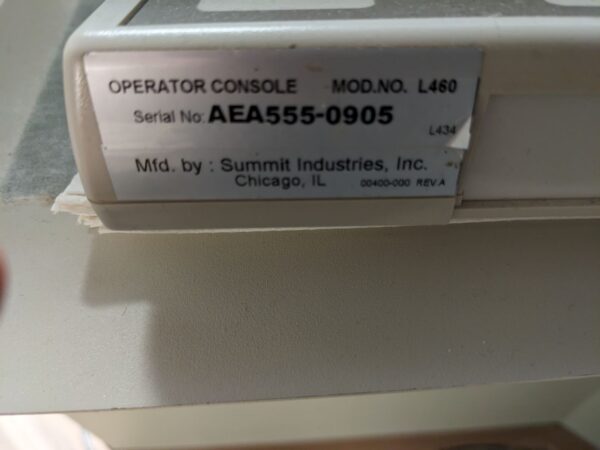 OPERATOR CONSOLE MOD.NO. L460
Serial No: AEA555-0905
L434
Mfd. by : Summit Industries, Inc.
Chicago, IL 00400-000 REV.A